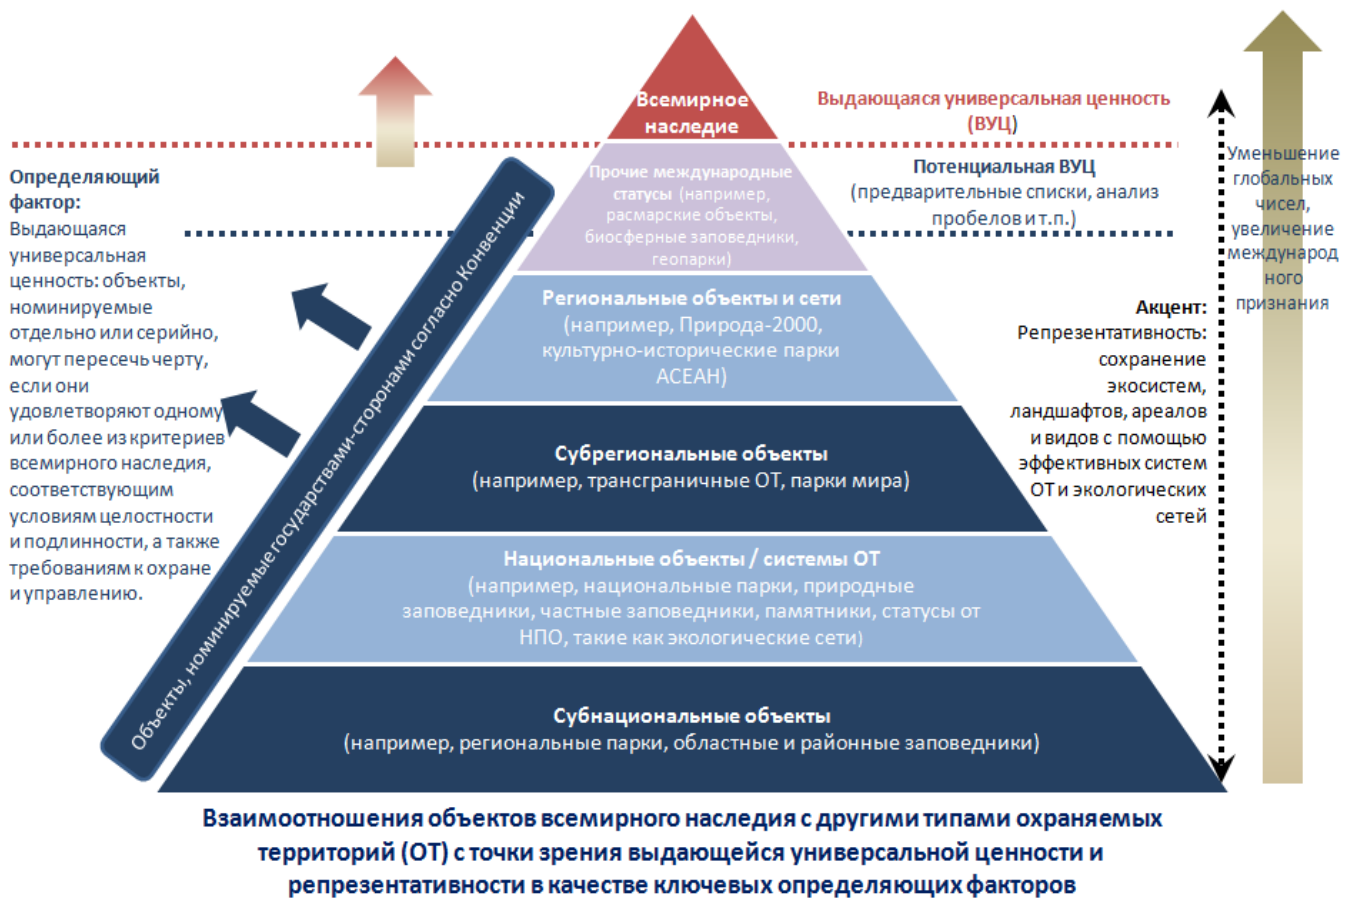 Всемирное
наследие
Выдающаяся универсальная ценность
(ВУЦ)
Потенциальная ВУЦ
(предварительные списки, анализ
пробелов и т.п.)
Уменьшение
глобальных
чисел,
увеличение
международ
ного
признания
Определяющий
фактор:
Выдающаяся
универсальная
ценность: объекты,
номинируемые
отдельно или серийно,
могут пересечь черту,
если они
удовлетворяют одному
или более из критериев
всемирного наследия,
соответствующим
условиям целостности
и подлинности, а также
требованиям к охране
и управлению.
Объекты, номинируемые государствами-сторонами согласно Конвенции
Прочие международные
статусы (например,
расмарские объекты,
биосферные заповедники,
геопарки)
Региональные объекты и сети
(например, Природа-2000,
культурно-исторические парки
АСЕАН)
Акцент:
Репрезентативность:
сохранение
экосистем,
ландшафтов, ареалов
и видов с помощью
эффективных систем
ОТ и экологических
сетей
Субрегиональные объекты
(например, трансграничные ОТ, парки мира)
Национальные объекты / системы ОТ
(например, национальные парки, природные
заповедники, частные заповедники, памятники, статусы от
НПО, такие как экологические сети)
Субнациональные объекты
(например, региональные парки, областные и районные заповедники)
Взаимоотношения объектов всемирного наследия с другими типами охраняемых
территорий (ОТ) с точки зрения выдающейся универсальной ценности и
репрезентативности в качестве ключевых определяющих факторов